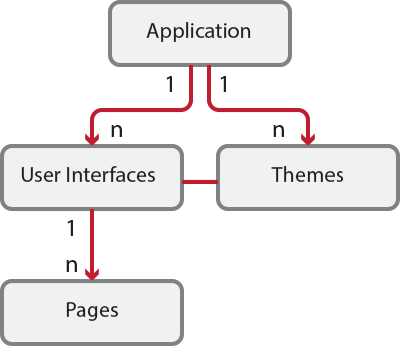 Application
1 1
n n
User Interfaces Themes
1
n
Pages